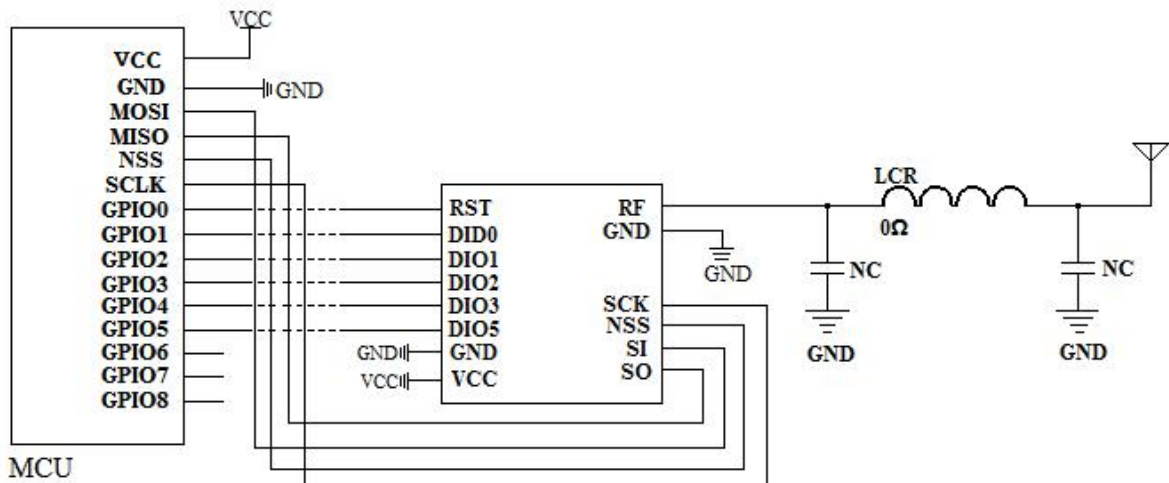 VCC
VCC
GND
GND
MOSI
MISO
NSS
SCLK
GPIO0
GPIO1
GPIO2
GPIO3
GPIO4
GPIO5
GPIO6
GPIO7
GPIO8
MCU
RST
DID0
DIO1
DIO2
DIO3
DIO5
GND
GND
VCC
VCC
RF
GND
GND
SCK
NSS
SI
SO
LCR
0Ω
NC
GND
NC
GND